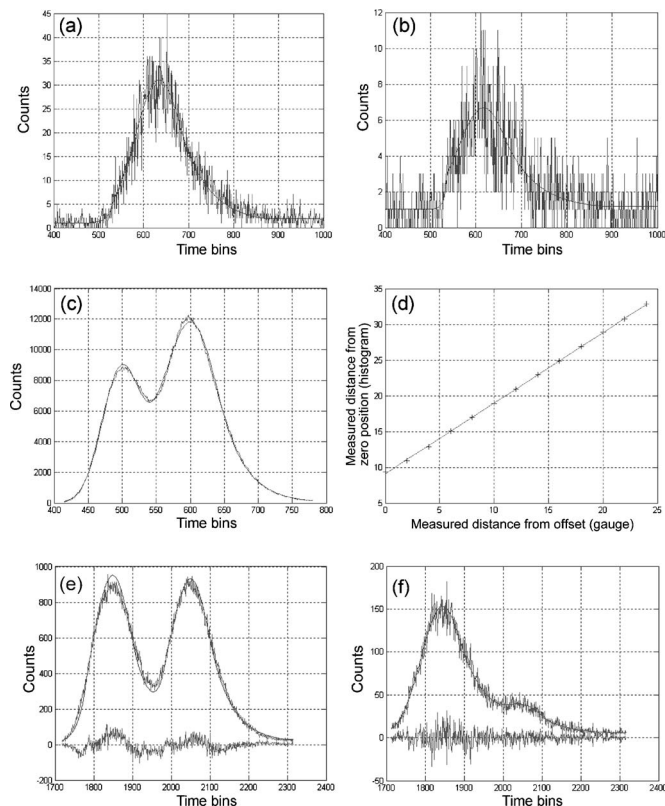 (a)
45
40
35
30
25
20
15
10
5
0
Counts
400 500 600 700 800 900 1000
Time bins
(b)
12
10
8
6
4
2
0
Counts
400 500 600 700 800 900 1000
Time bins
(c)
14000
12000
10000
8000
6000
4000
2000
0
Counts
400 450 500 550 600 650 700 750 800
Time bins
(d)
35
30
25
20
15
10
5
Measured distance from
zero position (histogram)
0 5 10 15 20 25
Measured distance from offset (gauge)
(e)
1000
800
600
400
200
0
-200
Counts
1700 1800 1900 2000 2100 2200 2300 2400
Time bins
(f)
200
150
100
50
0
-50
Counts
1700 1800 1900 2000 2100 2200 2300 2400
Time bins